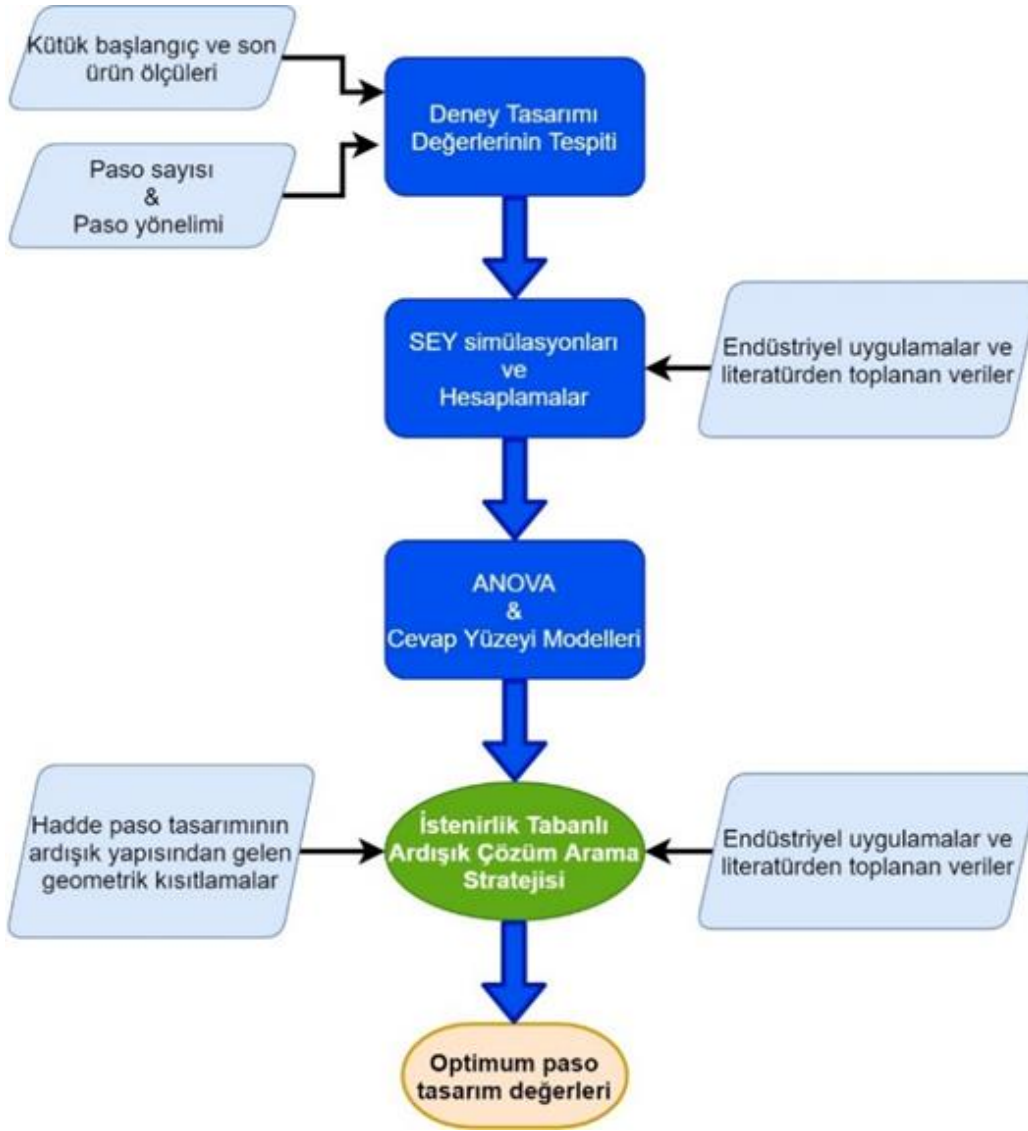 Kütük başlangıç ve son
ürün ölçüleri
Paso sayısı
&
Paso yönelimi
Deney Tasarımı
Değerlerinin Tespiti
SEY simülasyonları
ve
Hesaplamalar
Endüstriyel uygulamalar ve
literatürden toplanan veriler
ANOVA
&
Cevap Yüzeyi Modelleri
Hadde paso tasarımının
ardışık yapısından gelen
geometrik kısıtlamalar
İstenirlik Tabanlı
Ardışık Çözüm Arama
Stratejisi
Endüstriyel uygulamalar ve
literatürden toplanan veriler
Optimum paso
tasarım değerleri